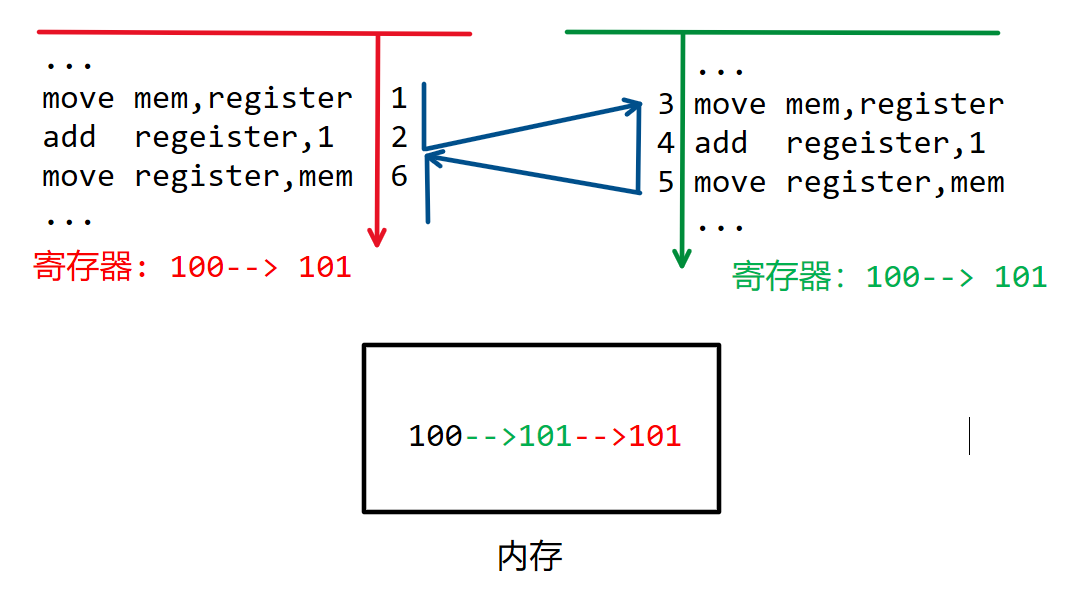 ...
move mem,register 1
add regeister,1 2
move register,mem 6
...
寄存器: 100--> 101
...
3 move mem,register
4 add regeister,1
5 move register,mem
...
寄存器: 100--> 101
100-->101-->101
内存